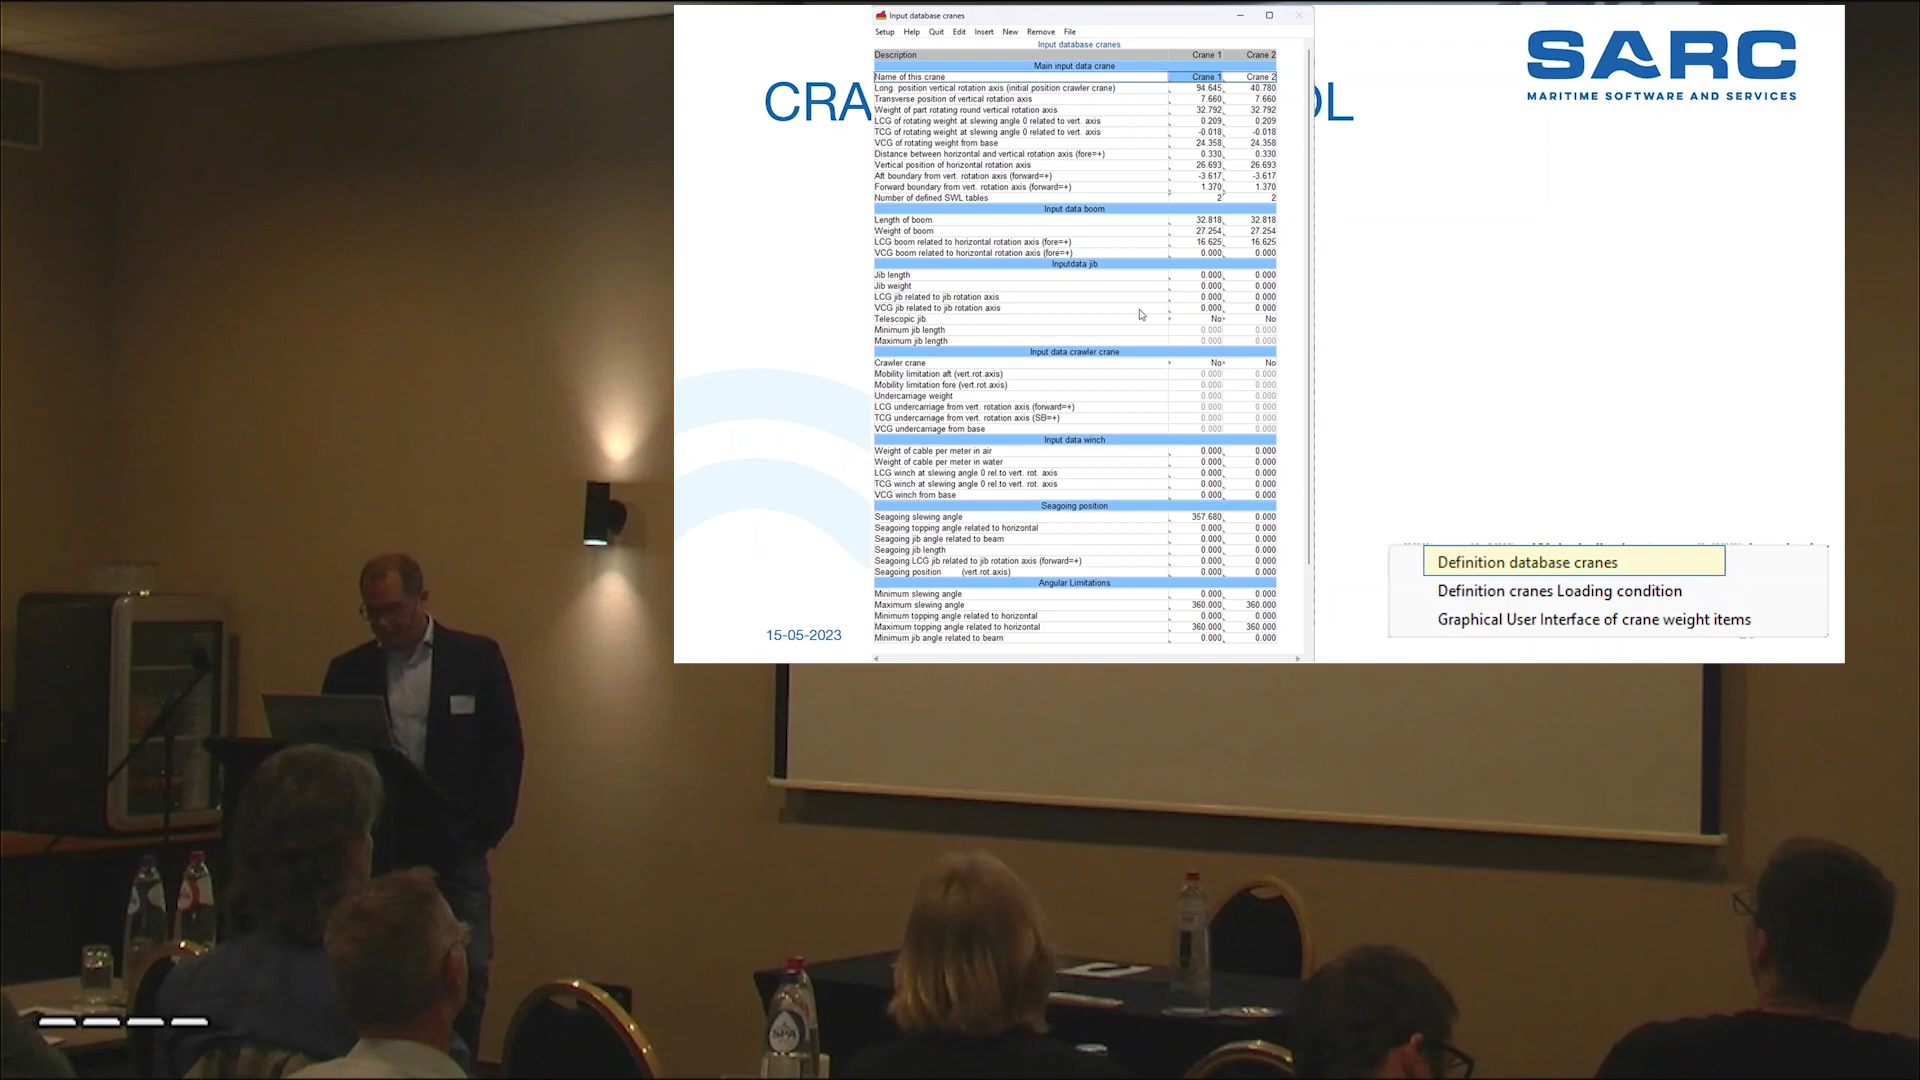 Input database cranes
Setup Help Quit Edit Insert New Remove File
Input database cranes
Description Crane 1 Crane 2
Main input data crane
Name of this crane Crane 1 Crane 2
Long. position vertical rotation axis (initial position crawler crane) 94.645 40.780
Transverse position of vertical rotation axis 7.660 7.660
Weight of part rotating round vertical rotation axis 32.792 32.792
LCG of rotating weight at slewing angle 0 related to vert. axis 0.209 0.209
TCG of rotating weight at slewing angle 0 related to vert. axis -0.018 -0.018
VCG of rotating weight from base 24.358 24.358
Distance between horizontal and vertical rotation axis (fore=+) 0.330 0.330
Vertical position of horizontal rotation axis 26.693 26.693
Aft boundary from vert. rotation axis (forward=+) -3.617 -3.617
Forward boundary from vert. rotation axis (forward=+) 1.370 1.370
Number of defined SWL tables 2 2
Input data boom
Length of boom 32.818 32.818
Weight of boom 27.254 27.254
LCG boom related to horizontal rotation axis (fore=+) 16.625 16.625
VCG boom related to horizontal rotation axis (fore=+) 0.000 0.000
Inputdata jib
Jib length 0.000 0.000
Jib weight 0.000 0.000
LCG jib related to jib rotation axis 0.000 0.000
VCG jib related to jib rotation axis 0.000 0.000
Telescopic jib No No
Minimum jib length 0.000 0.000
Maximum jib length 0.000 0.000
Input data crawler crane
Crawler crane No No
Mobility limitation aft (vert.rot.axis) 0.000 0.000
Mobility limitation fore (vert.rot.axis) 0.000 0.000
Undercarriage weight 0.000 0.000
LCG undercarriage from vert. rotation axis (forward=+) 0.000 0.000
TCG undercarriage from vert. rotation axis (SB=+) 0.000 0.000
VCG undercarriage from base 0.000 0.000
Input data winch
Weight of cable per meter in air 0.000 0.000
Weight of cable per meter in water 0.000 0.000
LCG winch at slewing angle 0 rel.to vert. rot. axis 0.000 0.000
TCG winch at slewing angle 0 rel.to vert. rot. axis 0.000 0.000
VCG winch from base 0.000 0.000
Seagoing position
Seagoing slewing angle 357.680 0.000
Seagoing topping angle related to horizontal 0.000 0.000
Seagoing jib angle related to beam 0.000 0.000
Seagoing jib length 0.000 0.000
Seagoing LCG jib related to jib rotation axis (forward=+) 0.000 0.000
Seagoing position (vert.rot.axis) 0.000 0.000
Angular Limitations
Minimum slewing angle 0.000 0.000
Maximum slewing angle 360.000 360.000
Minimum topping angle related to horizontal 0.000 0.000
Maximum topping angle related to horizontal 360.000 360.000
Minimum jib angle related to beam 0.000 0.000
CRA
OL
SARC
MARITIME SOFTWARE AND SERVICES
Definition database cranes
Definition cranes Loading condition
Graphical User Interface of crane weight items
15-05-2023
SPA